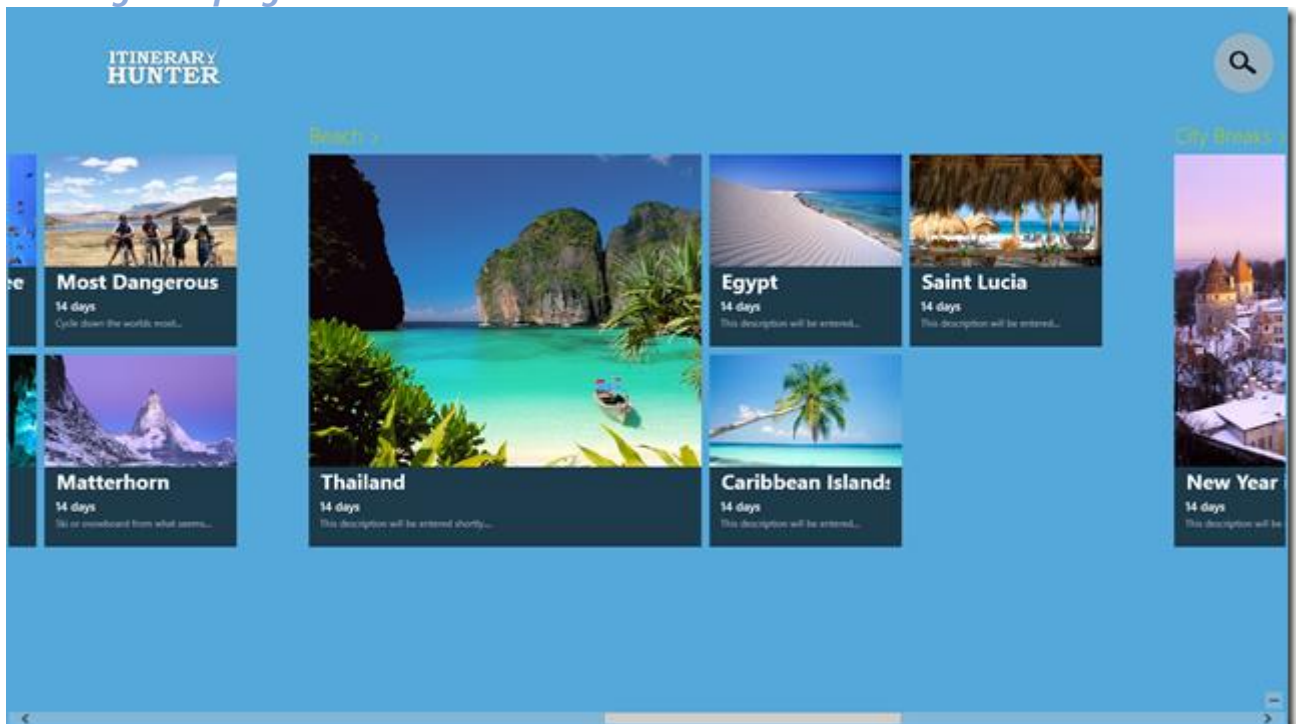 ITINERARY
HUNTER
Beach >
City Breaks >
ee
Most Dangerous
14 days
Cycle down the worlds most...
Egypt
14 days
This description will be entered...
Saint Lucia
14 days
This description will be entered...
Matterhorn
14 days
Ski or snowboard from what seems...
Thailand
14 days
This description will be entered shortly...
Caribbean Islands
14 days
This description will be entered...
New Year
14 days
This description will be